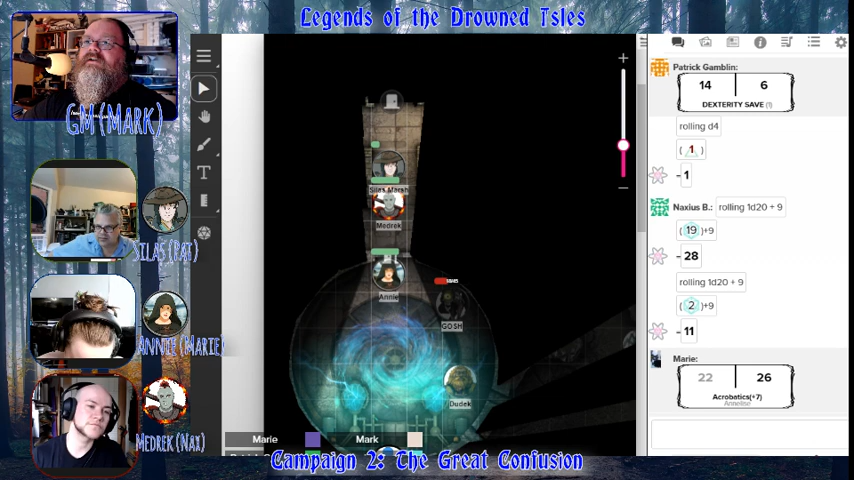 Legends of the Drowned Isles
GM (MARK)
SILAS (PAT)
ANNIE (MARIE)
MEDREK (NAX)
Silas Marsh
Medrek
Annie
GOSH
Dudek
Marie
Mark
Patrick Gamblin:
14
6
DEXTERITY SAVE (1)
rolling d4
( 1 )
-1
Naxius B.:
rolling 1d20 + 9
( 19 )+9
-28
rolling 1d20 + 9
( 2 )+9
-11
Marie:
22
26
Acrobatics(+7)
Annelise
Campaign 2: The Great Confusion